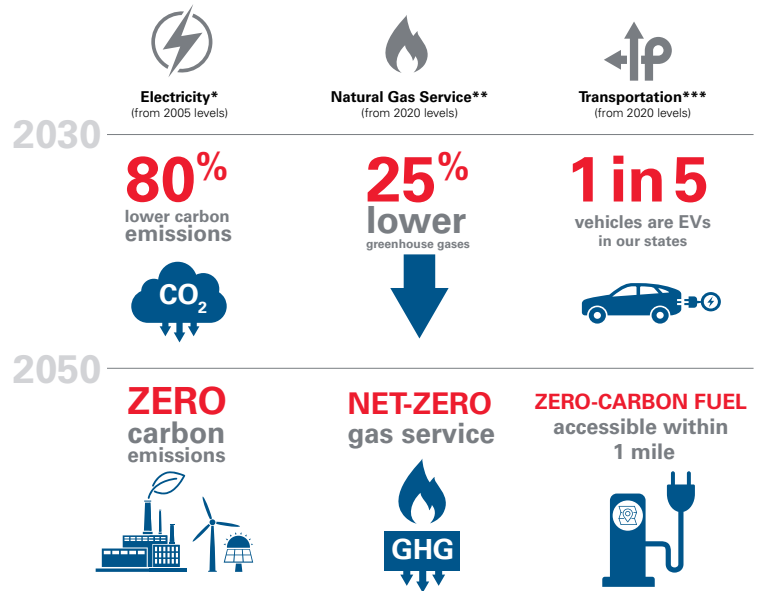 Electricity*
(from 2005 levels)
Natural Gas Service**
(from 2020 levels)
Transportation***
(from 2020 levels)
2030
80%
lower carbon
emissions
CO2
25%
lower
greenhouse gases
1 in 5
vehicles are EVs
in our states
2050
ZERO
carbon
emissions
NET-ZERO
gas service
GHG
ZERO-CARBON FUEL
accessible within
1 mile